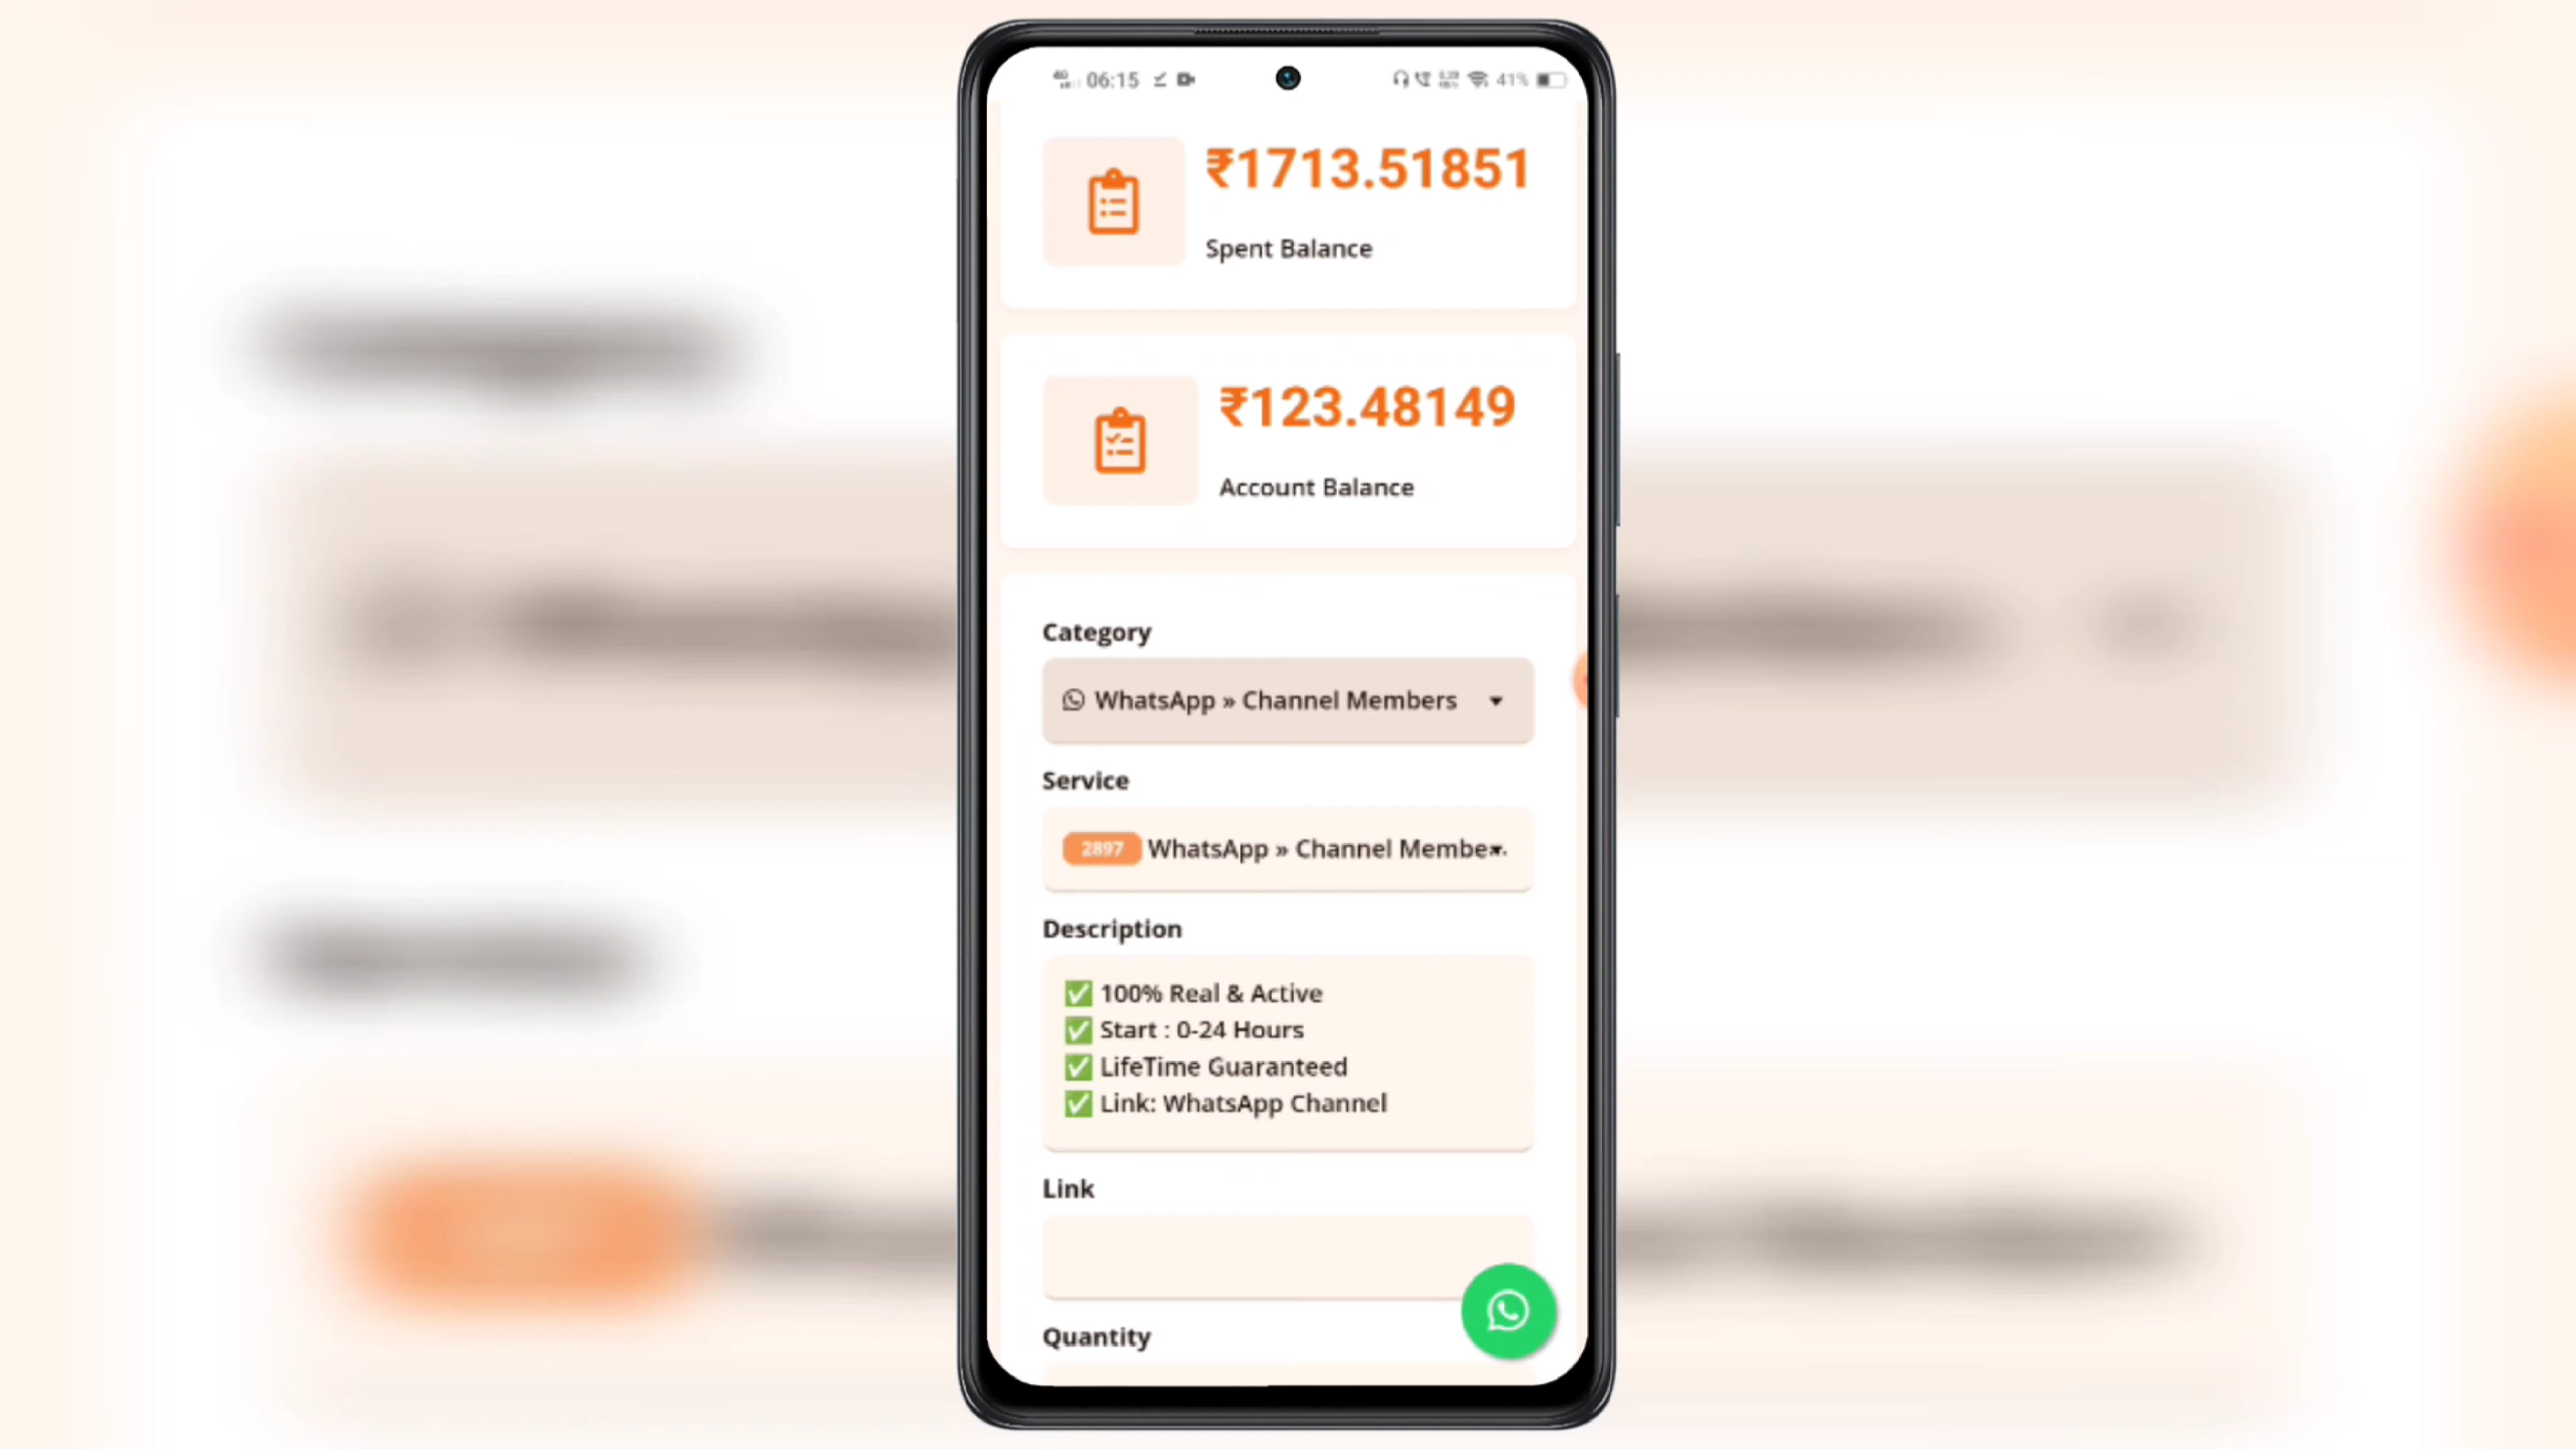 06:15
41%
₹1713.51851
Spent Balance
₹123.48149
Account Balance
Category
WhatsApp » Channel Members
Service
2897 WhatsApp » Channel Membe
Description
✅ 100% Real & Active
✅ Start : 0-24 Hours
✅ LifeTime Guaranteed
✅ Link: WhatsApp Channel
Link
Quantity